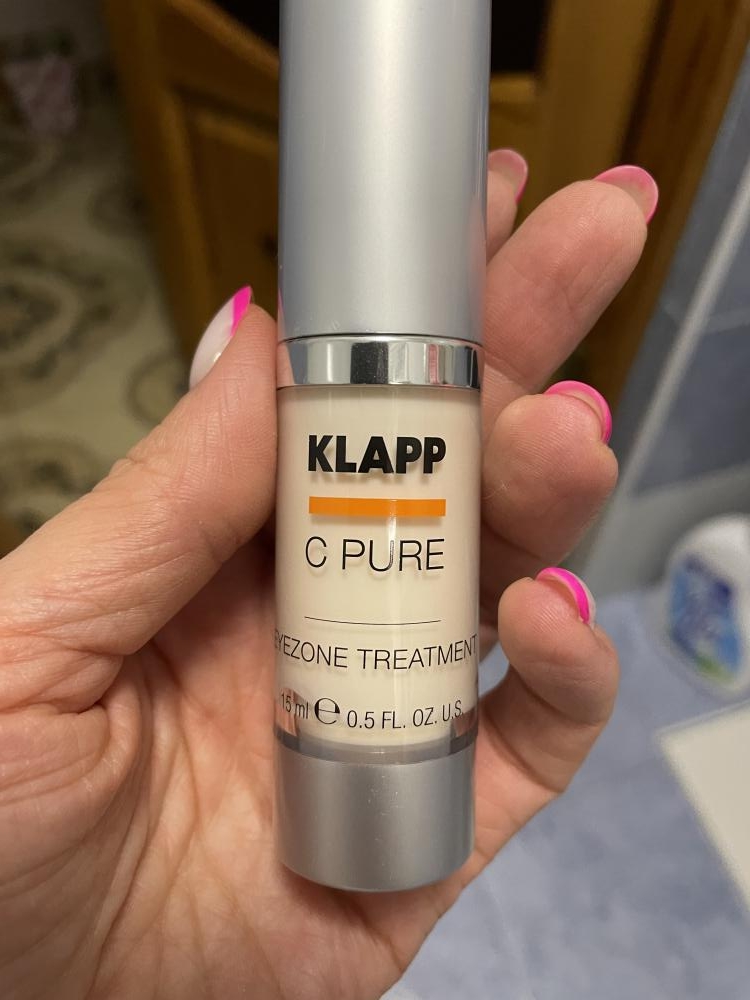 KLAPP
C PURE
EYEZONE TREATMENT
15 ml ℮ 0.5 FL. OZ. U.S.